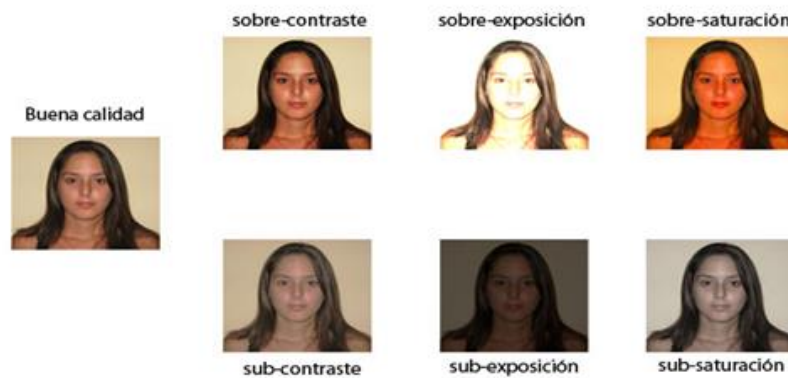 sobre-contraste
sobre-exposición
sobre-saturación
Buena calidad
sub-contraste
sub-exposición
sub-saturación